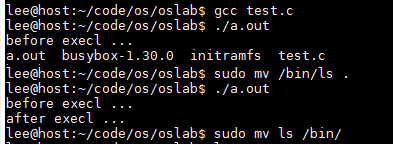 lee@host:~/code/os/oslab$ gcc test.c
lee@host:~/code/os/oslab$ ./a.out
before execl ...
a.out  busybox-1.30.0  initramfs  test.c
lee@host:~/code/os/oslab$ sudo mv /bin/ls .
lee@host:~/code/os/oslab$ ./a.out
before execl ...
after execl ...
lee@host:~/code/os/oslab$ sudo mv ls /bin/